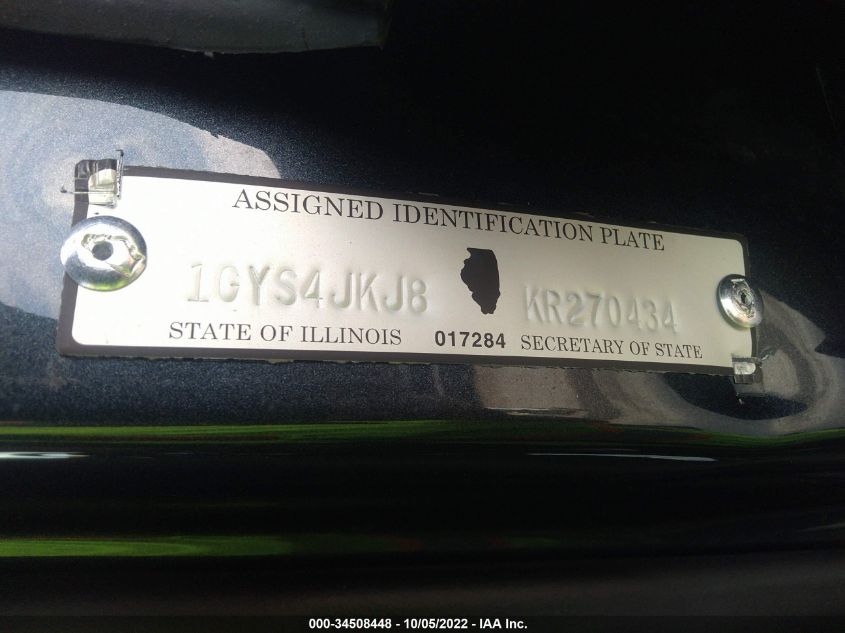 ASSIGNED IDENTIFICATION PLATE
1GYS4JKJ8 KR270434
STATE OF ILLINOIS 017284 SECRETARY OF STATE
000-34508448 - 10/05/2022 - IAA Inc.